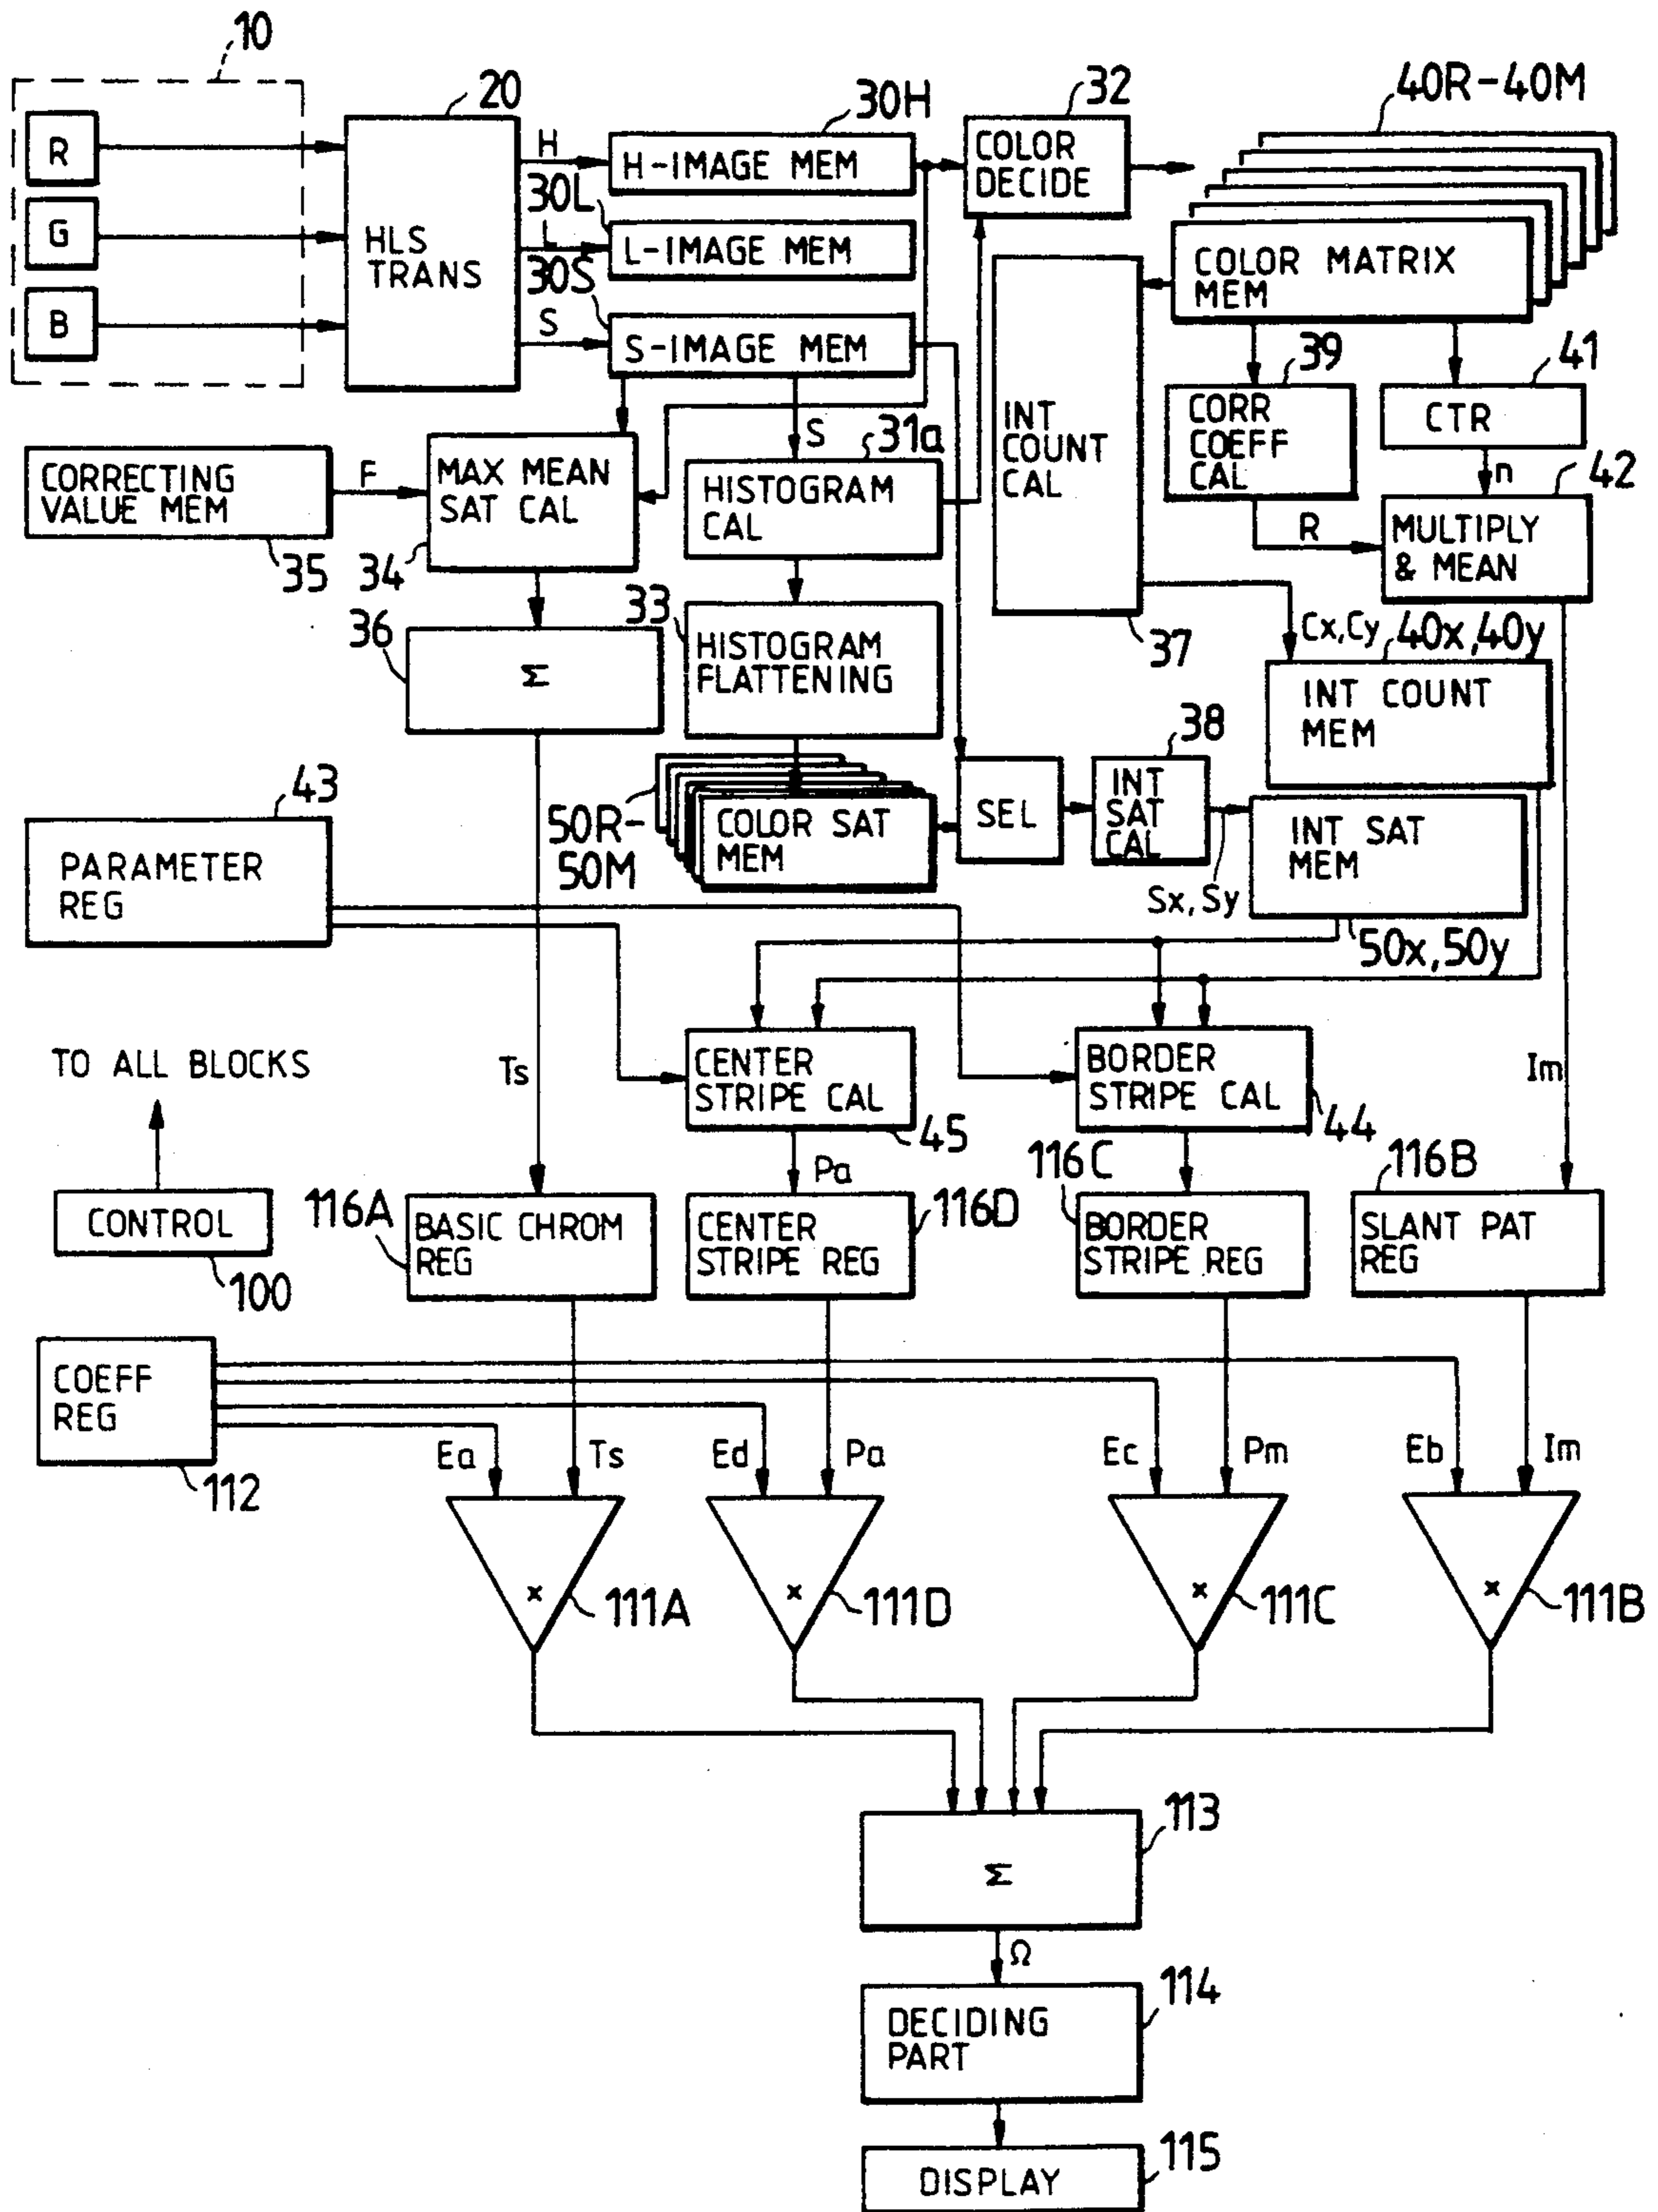 10
20
30H
32
40R-40M
R
G
B
HLS
TRANS
H
H-IMAGE MEM
30L
L
L-IMAGE MEM
30S
S
S-IMAGE MEM
COLOR
DECIDE
COLOR MATRIX
MEM
39
41
CORR
COEFF
CAL
CTR
n
42
R
MULTIPLY
& MEAN
INT
COUNT
CAL
37
CORRECTING
VALUE MEM
35
F
MAX MEAN
SAT CAL
34
S
31a
HISTOGRAM
CAL
36
Σ
33
HISTOGRAM
FLATTENING
Cx,Cy
40x,40y
INT COUNT
MEM
43
PARAMETER
REG
50R-
50M
COLOR SAT
MEM
SEL
38
INT
SAT
CAL
Sx,Sy
INT SAT
MEM
50x,50y
TO ALL BLOCKS
Ts
CENTER
STRIPE CAL
45
BORDER
STRIPE CAL
44
Im
CONTROL
100
116A
BASIC CHROM
REG
Pa
116D
CENTER
STRIPE REG
116C
BORDER
STRIPE REG
116B
SLANT PAT
REG
COEFF
REG
112
Ea
Ts
Ed
Pa
Ec
Pm
Eb
Im
x
111A
x
111D
x
111C
x
111B
113
Σ
Ω
114
DECIDING
PART
115
DISPLAY